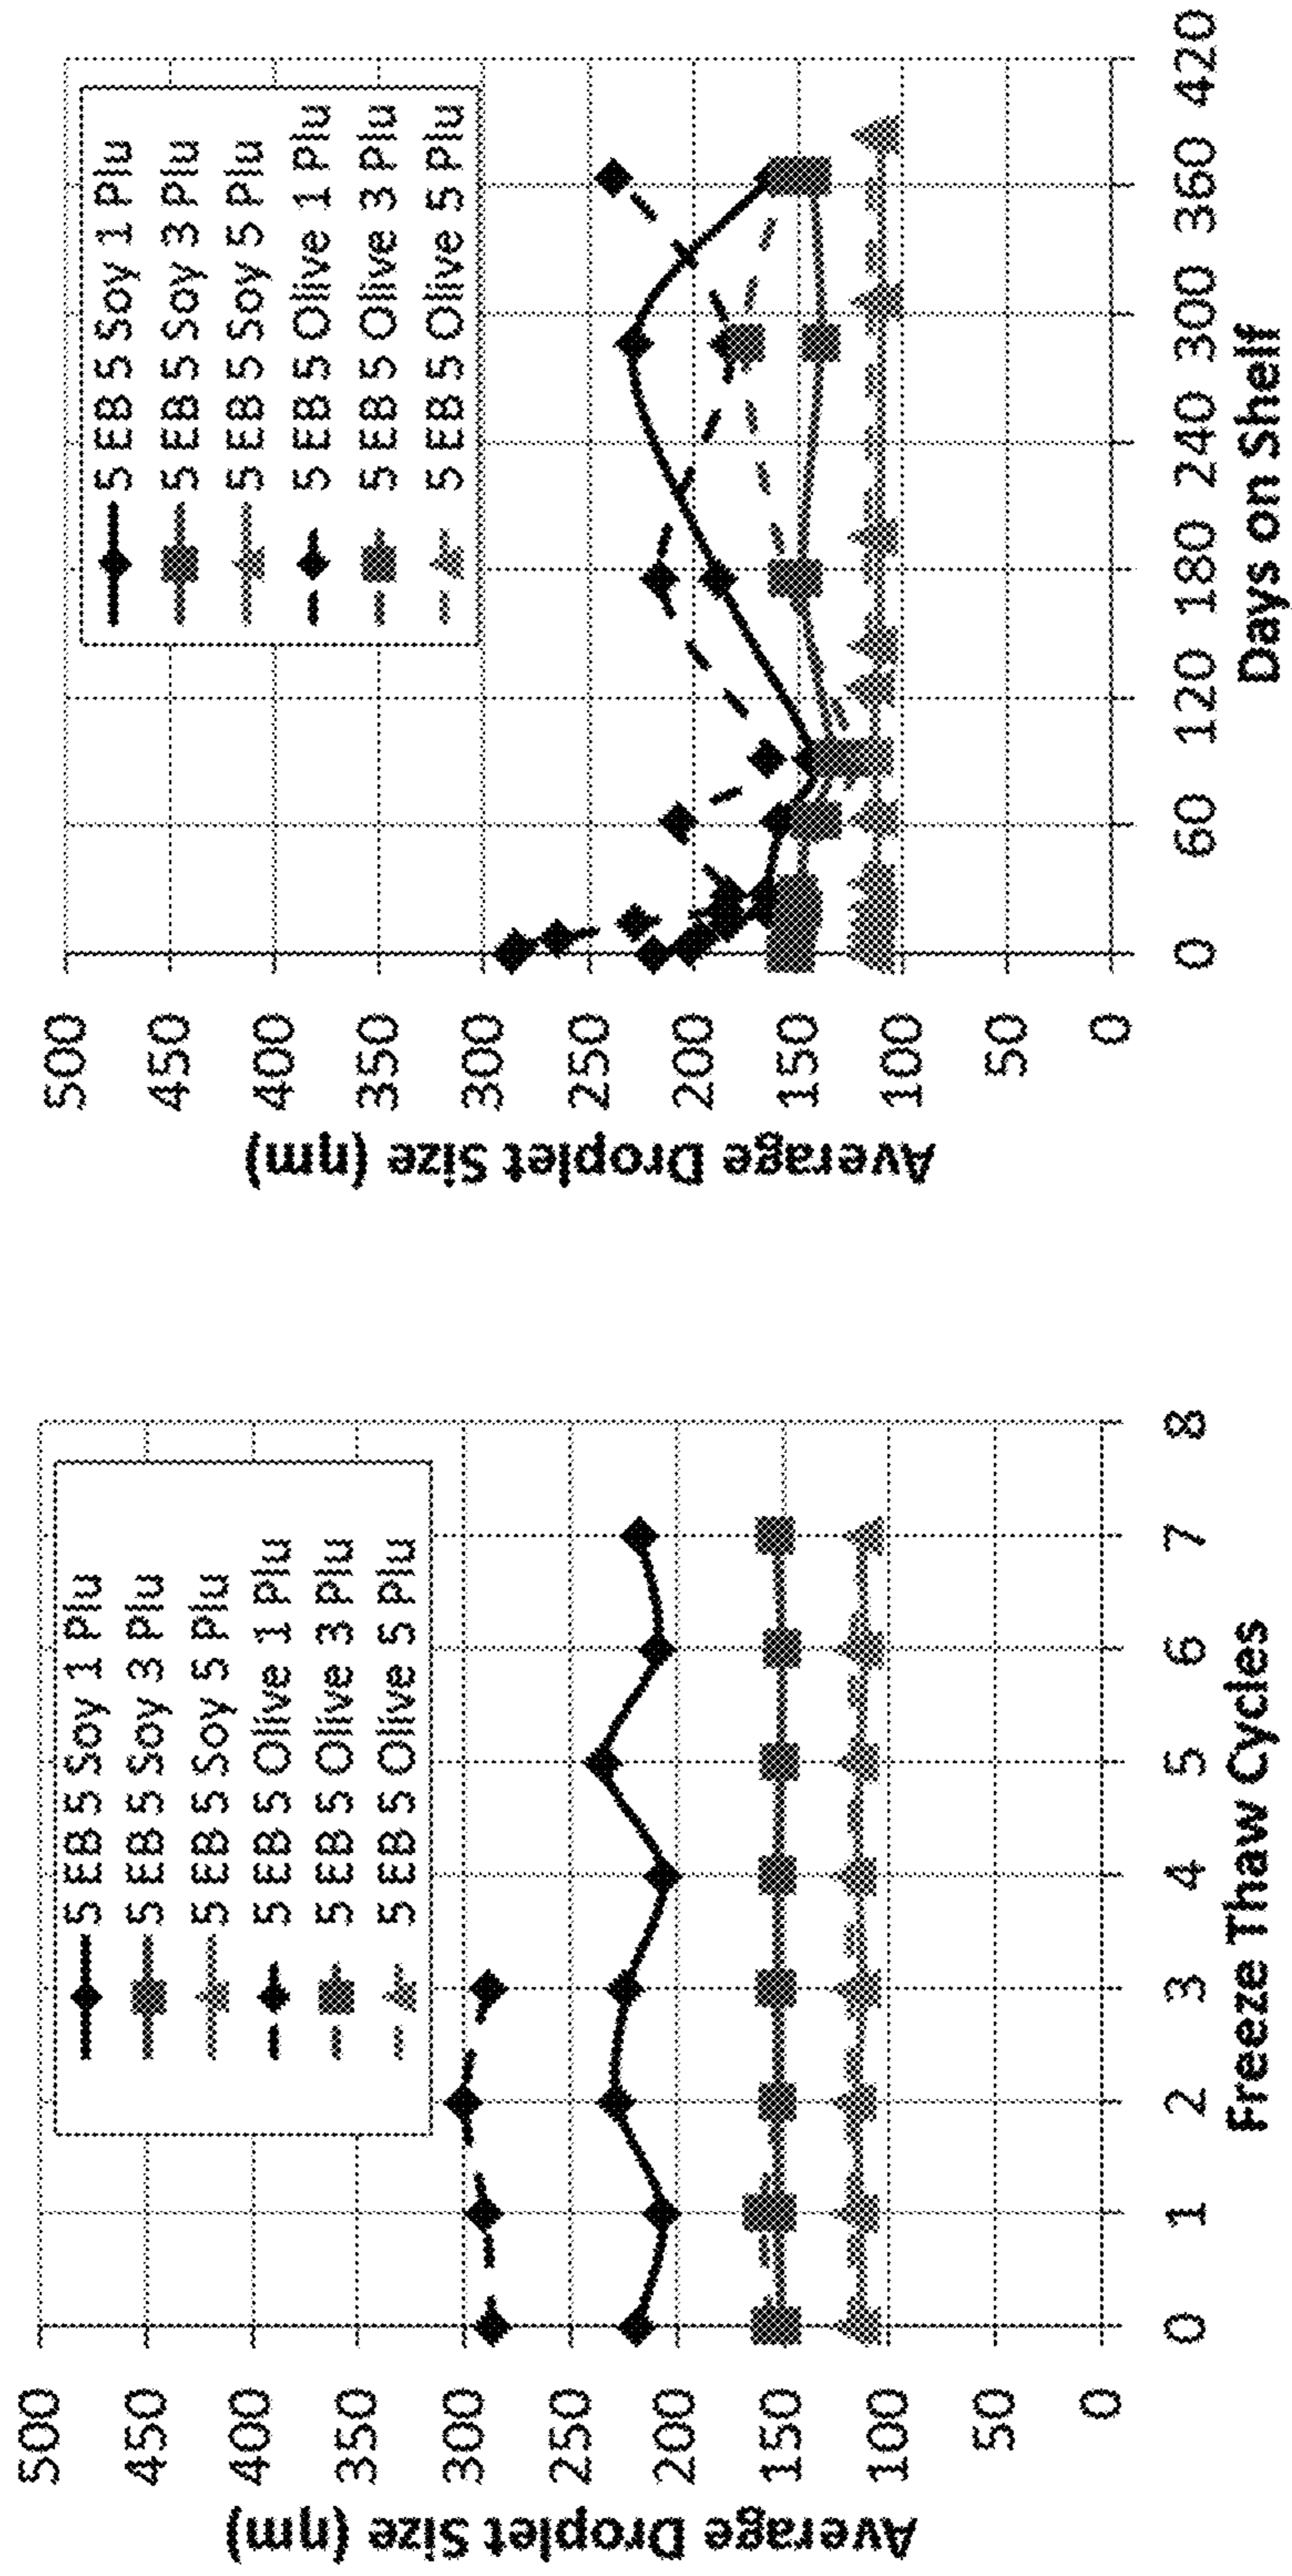 Average Droplet Size (ηm)
500
450
400
350
300
250
200
150
100
50
0
5 EB 5 Soy 1 Plu
5 EB 5 Soy 3 Plu
5 EB 5 Soy 5 Plu
5 EB 5 Olive 1 Plu
5 EB 5 Olive 3 Plu
5 EB 5 Olive 5 Plu
0 1 2 3 4 5 6 7 8
Freeze Thaw Cycles
Average Droplet Size (ηm)
500
450
400
350
300
250
200
150
100
50
0
5 EB 5 Soy 1 Plu
5 EB 5 Soy 3 Plu
5 EB 5 Soy 5 Plu
5 EB 5 Olive 1 Plu
5 EB 5 Olive 3 Plu
5 EB 5 Olive 5 Plu
0 60 120 180 240 300 360 420
Days on Shelf